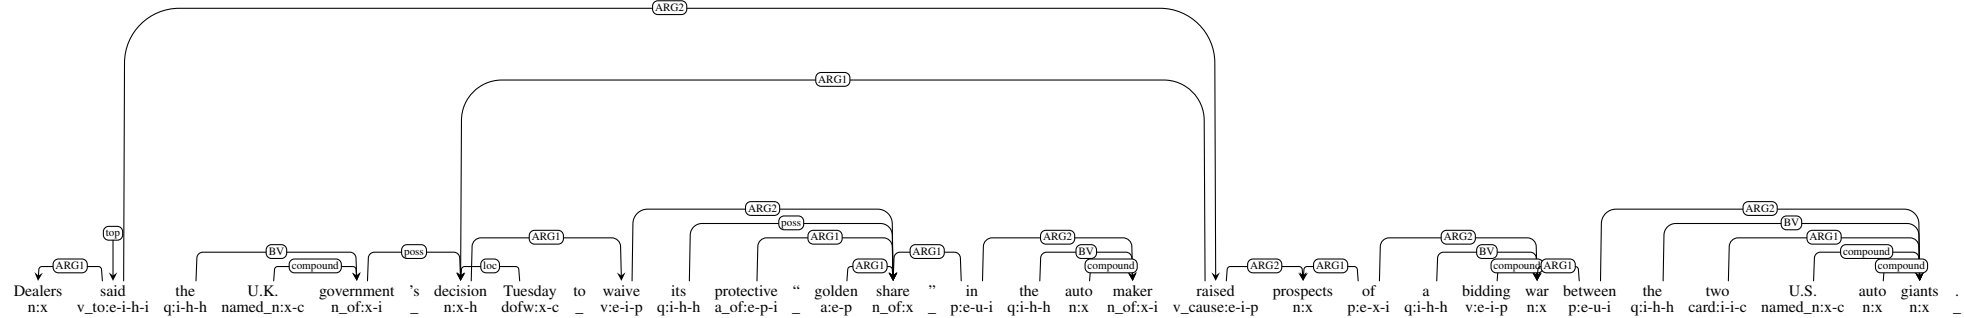 ARG2
ARG1
ARG2
poss
top ARG1 ARG1 ARG2 ARG2 BV
BV poss ARG1 ARG1 BV BV compound
ARG1 compound loc ARG1 compound ARG2 ARG1 compound ARG1 compound
Dealers said the U.K. government 's decision Tuesday to waive its protective “ golden share ” in the auto maker raised prospects of a bidding war between the two U.S. auto giants .
n:x v_to:e-i-h-i q:i-h-h named_n:x-c n_of:x-i _ n:x-h dofw:x-c _ v:e-i-p q:i-h-h a_of:e-p-i _ a:e-p n_of:x _ p:e-u-i q:i-h-h n:x n_of:x-i v_cause:e-i-p n:x p:e-x-i q:i-h-h v:e-i-p n:x p:e-u-i q:i-h-h card:i-i-c named_n:x-c n:x n:x _